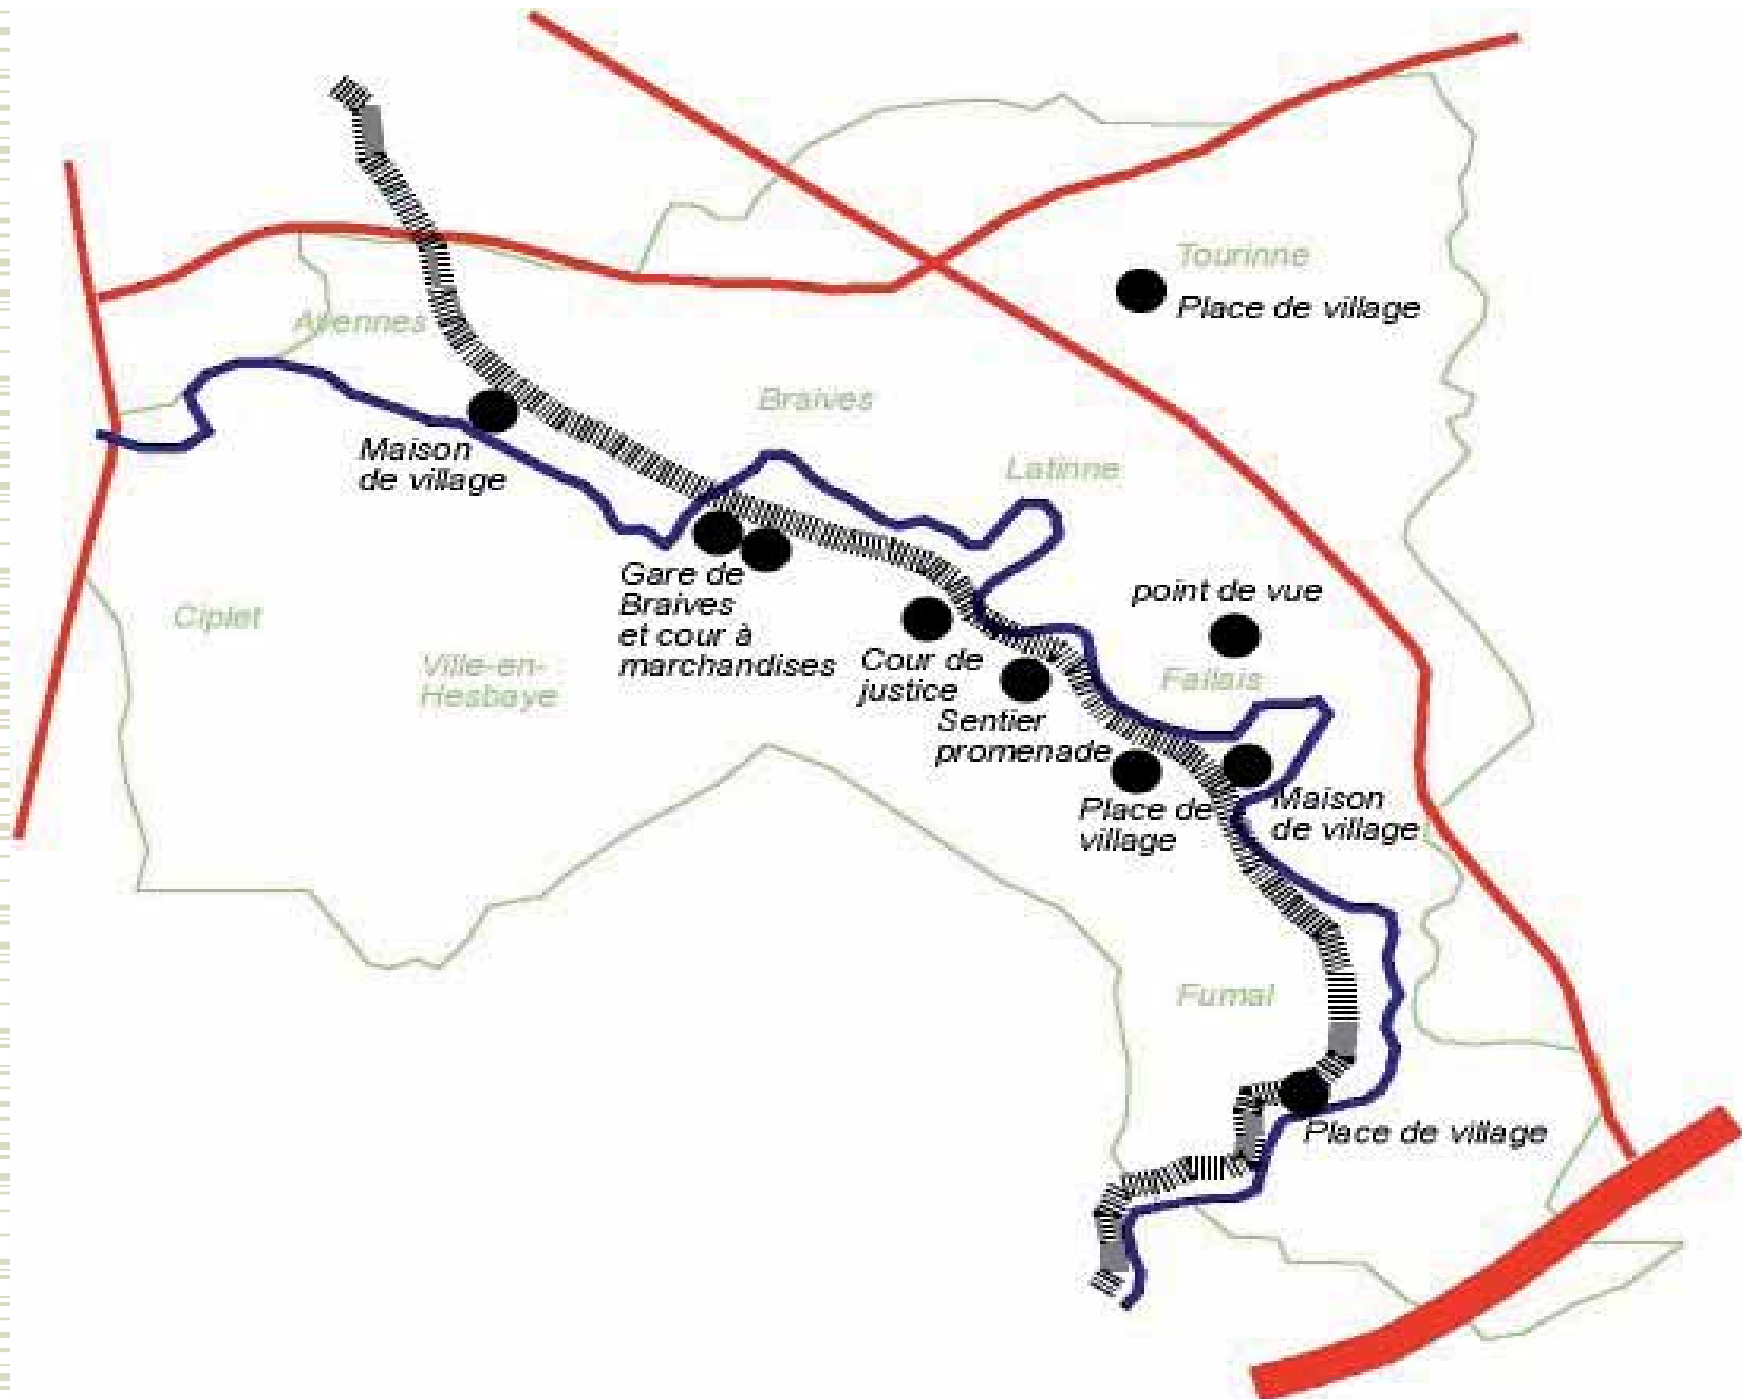 Tourinne
Place de village
Avennes
Braives
Maison
de village
Latinne
Gare de
Braives
et cour à
marchandises
point de vue
Ciplet
Ville-en-
Hesbaye
Cour de
justice
Fallais
Sentier
promenade
Place de
village
Maison
de village
Fumal
Place de village